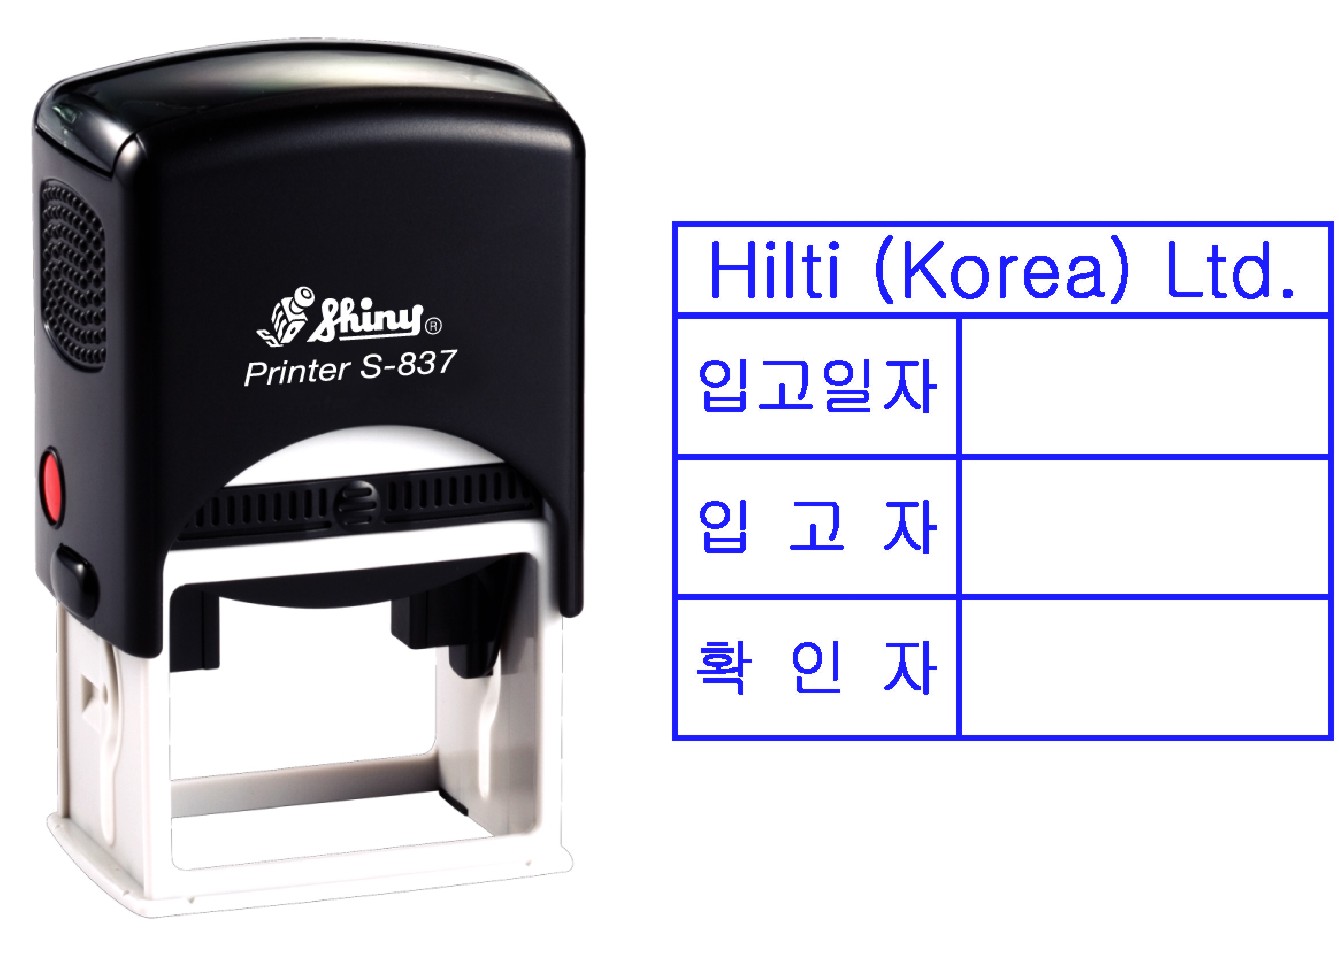 Shiny®
Printer S-837
Hilti (Korea) Ltd.
입고일자
입 고 자
확 인 자